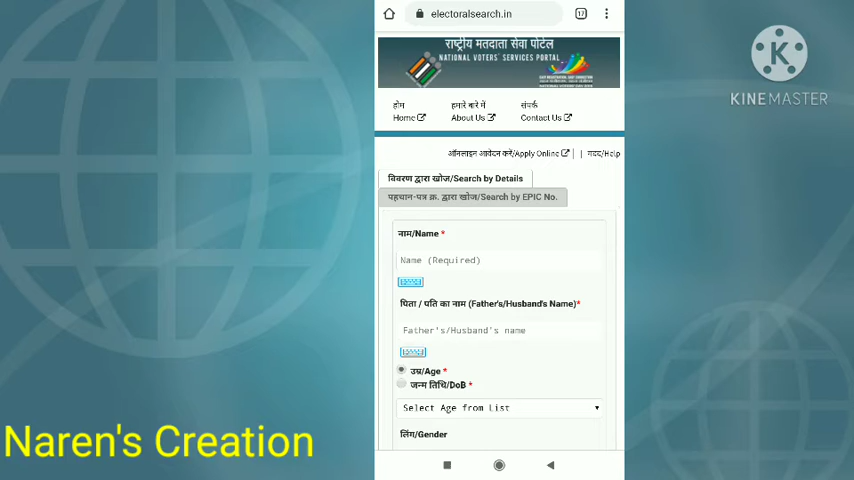 electoralsearch.in
17
राष्ट्रीय मतदाता सेवा पोर्टल
NATIONAL VOTERS' SERVICES PORTAL
होम
Home
हमारे बारे में
About Us
संपर्क
Contact Us
ऑनलाइन आवेदन करें/Apply Online | | मदद/Help
विवरण द्वारा खोज/Search by Details
पहचान-पत्र क्र. द्वारा खोज/Search by EPIC No.
नाम/Name *
Name (Required)
पिता / पति का नाम (Father's/Husband's Name)*
Father's/Husband's name
उम्र/Age *
जन्म तिथि/DoB *
Select Age from List
लिंग/Gender
K
KINEMASTER
Naren's Creation